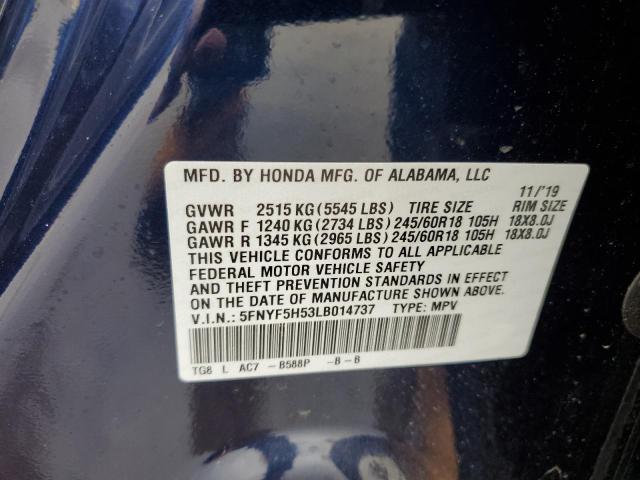 MFD. BY HONDA MFG. OF ALABAMA, LLC
11/'19
GVWR 2515 KG (5545 LBS) TIRE SIZE RIM SIZE
GAWR F 1240 KG (2734 LBS) 245/60R18 105H 18X8.0J
GAWR R 1345 KG (2965 LBS) 245/60R18 105H 18X8.0J
THIS VEHICLE CONFORMS TO ALL APPLICABLE
FEDERAL MOTOR VEHICLE SAFETY
AND THEFT PREVENTION STANDARDS IN EFFECT
ON THE DATE OF MANUFACTURE SHOWN ABOVE.
V.I.N.: 5FNYF5H53LB014737 TYPE: MPV
TG8 L AC7 -B588P -B-B